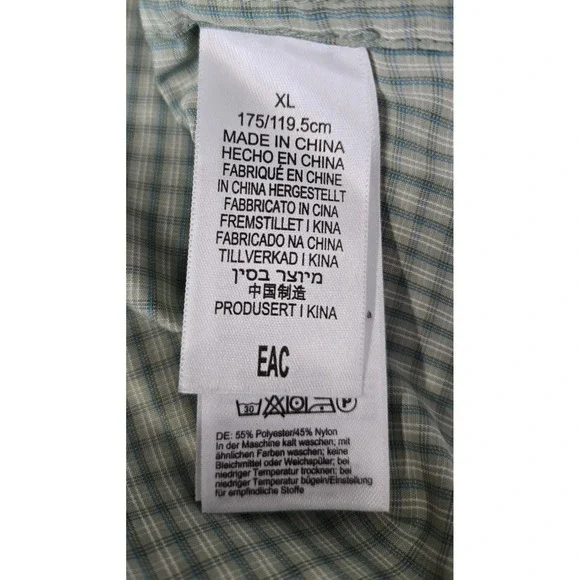 XL
175/119.5cm
MADE IN CHINA
HECHO EN CHINA
FABRIQUÉ EN CHINE
IN CHINA HERGESTELLT
FABBRICATO IN CINA
FREMSTILLET I KINA
FABRICADO NA CHINA
TILLVERKAD I KINA
מיוצר בסין
中国制造
PRODUSERT I KINA
EAC
30
P
DE: 55% Polyester/45% Nylon
In der Maschine kalt waschen; mit
ähnlichen Farben waschen; keine
Bleichmittel oder Weichspüler; bei
niedriger Temperatur trocknen; bei
niedriger Temperatur bügeln/Einstellung
für empfindliche Stoffe